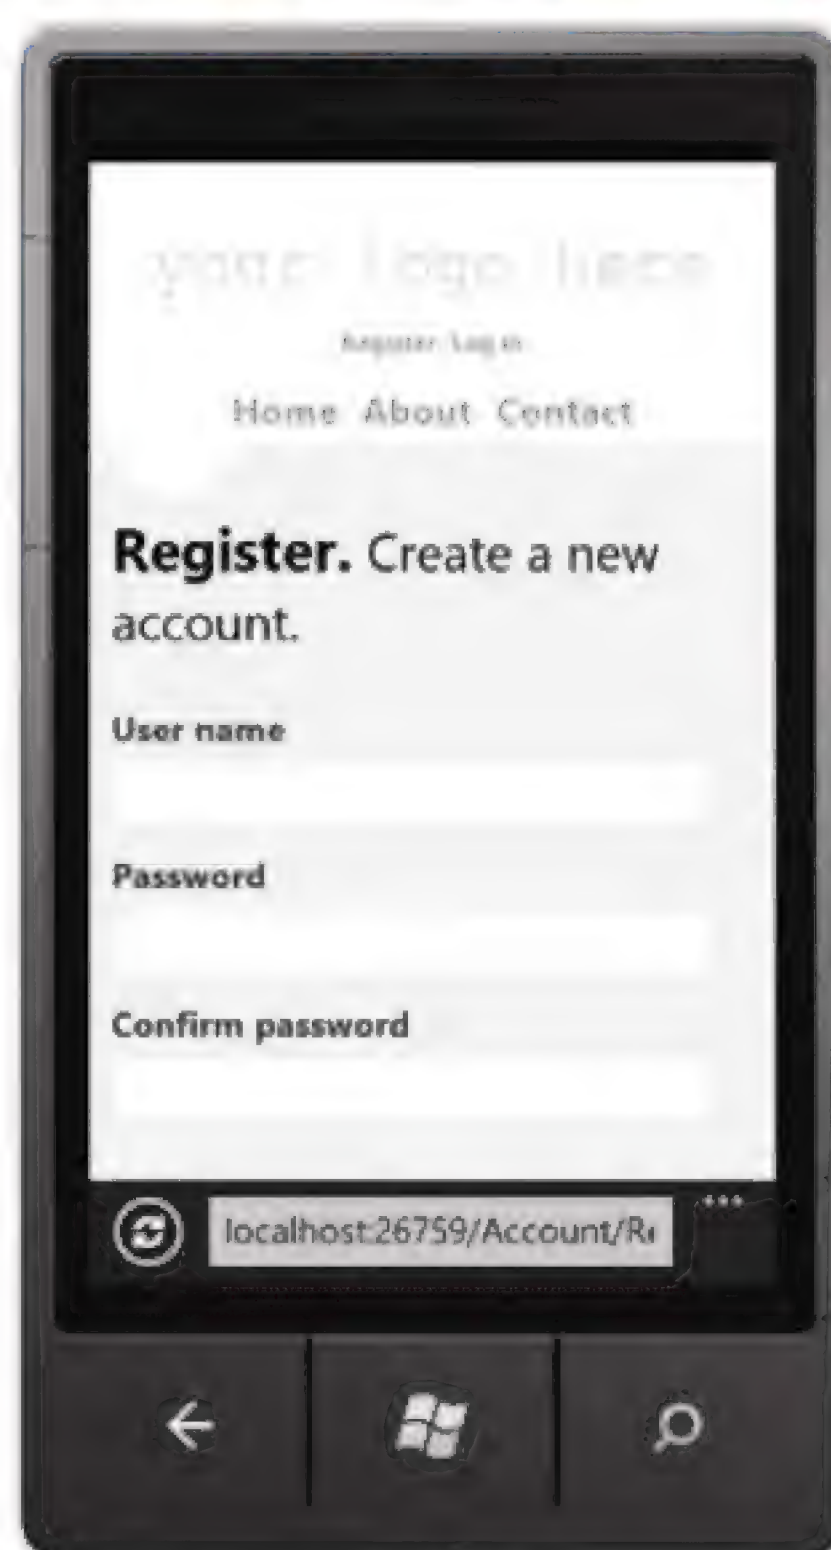 your logo here
Register Log in
Home About Contact
Register. Create a new
account.
User name
Password
Confirm password
localhost:26759/Account/Re